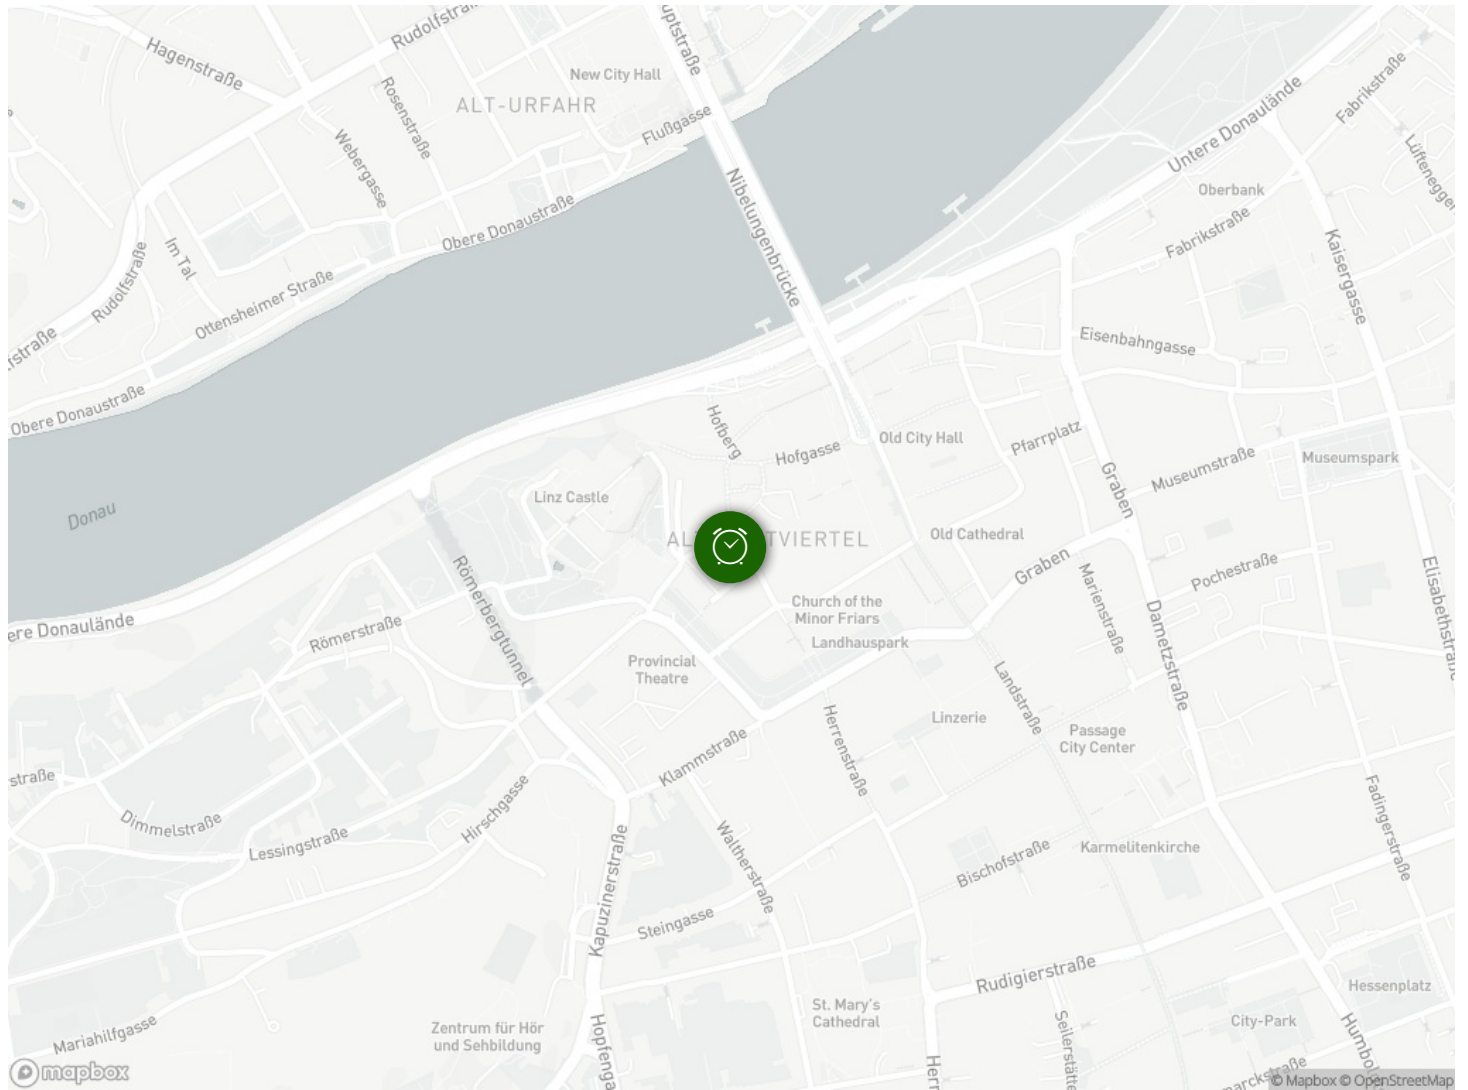 Hagenstraße
Rudolfstraße
uptstraße
New City Hall
ALT-URFAHR
Rosenstraße
Webergasse
Flußgasse
Untere Donaulände
Fabrikstraße
Lüftenegger
Oberbank
Nibelungenbrücke
Obere Donaustraße
Fabrikstraße
Kaisergasse
Im Tal
Rudolfstraße
Ottensheimer Straße
fstraße
Eisenbahngasse
Obere Donaustraße
Hofberg
Hofgasse
Old City Hall
Pfarrplatz
Graben
Museumstraße
Museumspark
Linz Castle
Donau
AL
TVIERTEL
Old Cathedral
Graben
Marienstraße
Pochestraße
Elisabethstraße
Römerbergtunnel
ere Donaulände
Römerstraße
Church of the
Minor Friars
Landhauspark
Dametzstraße
Provincial
Theatre
Landstraße
Herrenstraße
Linzerie
Passage
City Center
Klammstraße
straße
Dimmelstraße
Lessingstraße
Hirschgasse
Fadingerstraße
Waltherstraße
Kapuzinerstraße
Bischofstraße
Karmelitenkirche
Steingasse
Rudigierstraße
Hessenplatz
St. Mary's
Cathedral
City-Park
Seilerstätte
Humbol
Mariahilfgasse
Zentrum für Hör
und Sehbildung
Hopfenga
Herr
marckstraße
mapbox
© Mapbox © OpenStreetMap